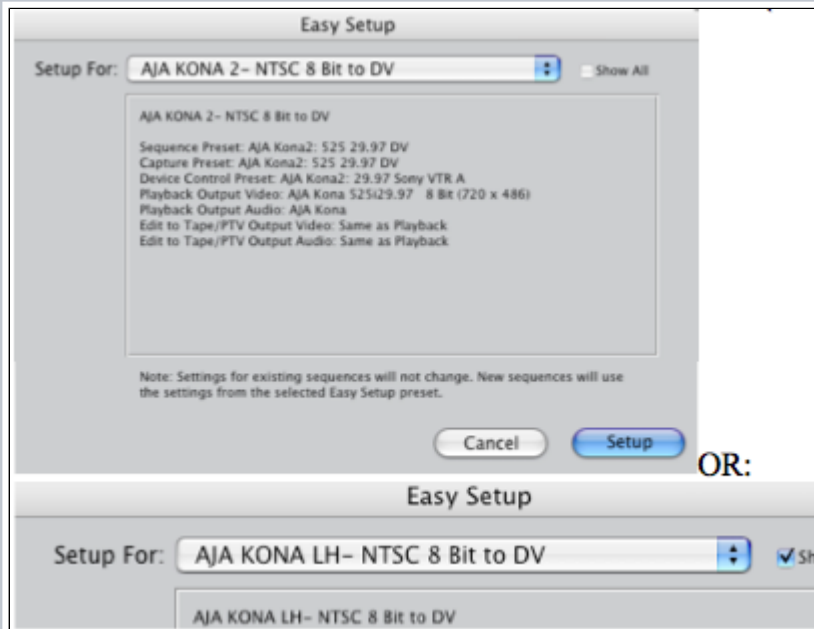 Easy Setup
Setup For: AJA KONA 2- NTSC 8 Bit to DV Show All
AJA KONA 2- NTSC 8 Bit to DV
Sequence Preset: AJA Kona2: 525 29.97 DV
Capture Preset: AJA Kona2: 525 29.97 DV
Device Control Preset: AJA Kona2: 29.97 Sony VTR A
Playback Output Video: AJA Kona 525i29.97 8 Bit (720 x 486)
Playback Output Audio: AJA Kona
Edit to Tape/PTV Output Video: Same as Playback
Edit to Tape/PTV Output Audio: Same as Playback
Note: Settings for existing sequences will not change. New sequences will use
the settings from the selected Easy Setup preset.
Cancel Setup
OR:
Easy Setup
Setup For: AJA KONA LH- NTSC 8 Bit to DV Sh
AJA KONA LH- NTSC 8 Bit to DV